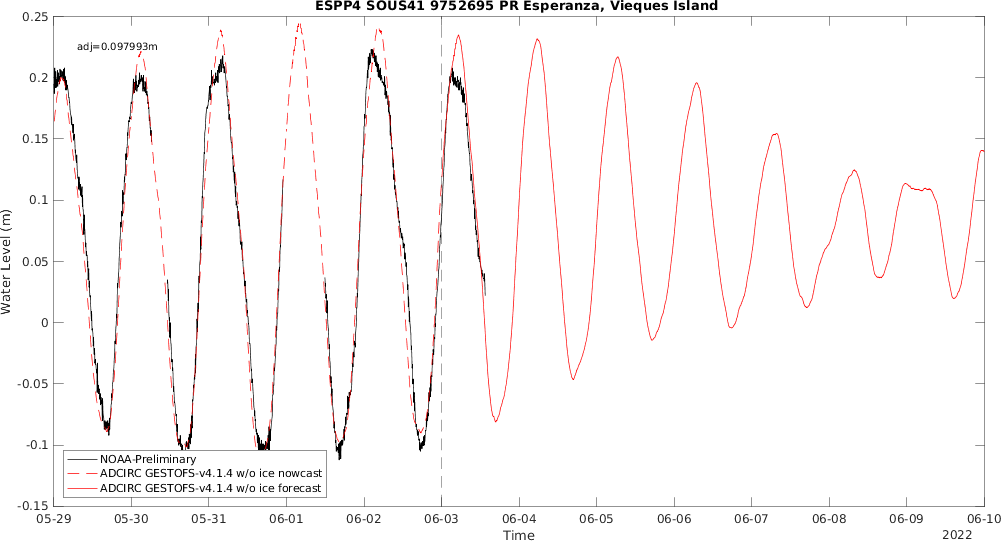 ESPP4 SOUS41 9752695 PR Esperanza, Vieques Island
0.25
adj=0.097993m
0.2
0.15
0.1
0.05
0
-0.05
-0.1
-0.15
Water Level (m)
NOAA-Preliminary
ADCIRC GESTOFS-v4.1.4 w/o ice nowcast
ADCIRC GESTOFS-v4.1.4 w/o ice forecast
05-29 05-30 05-31 06-01 06-02 06-03 06-04 06-05 06-06 06-07 06-08 06-09 06-10
Time
2022